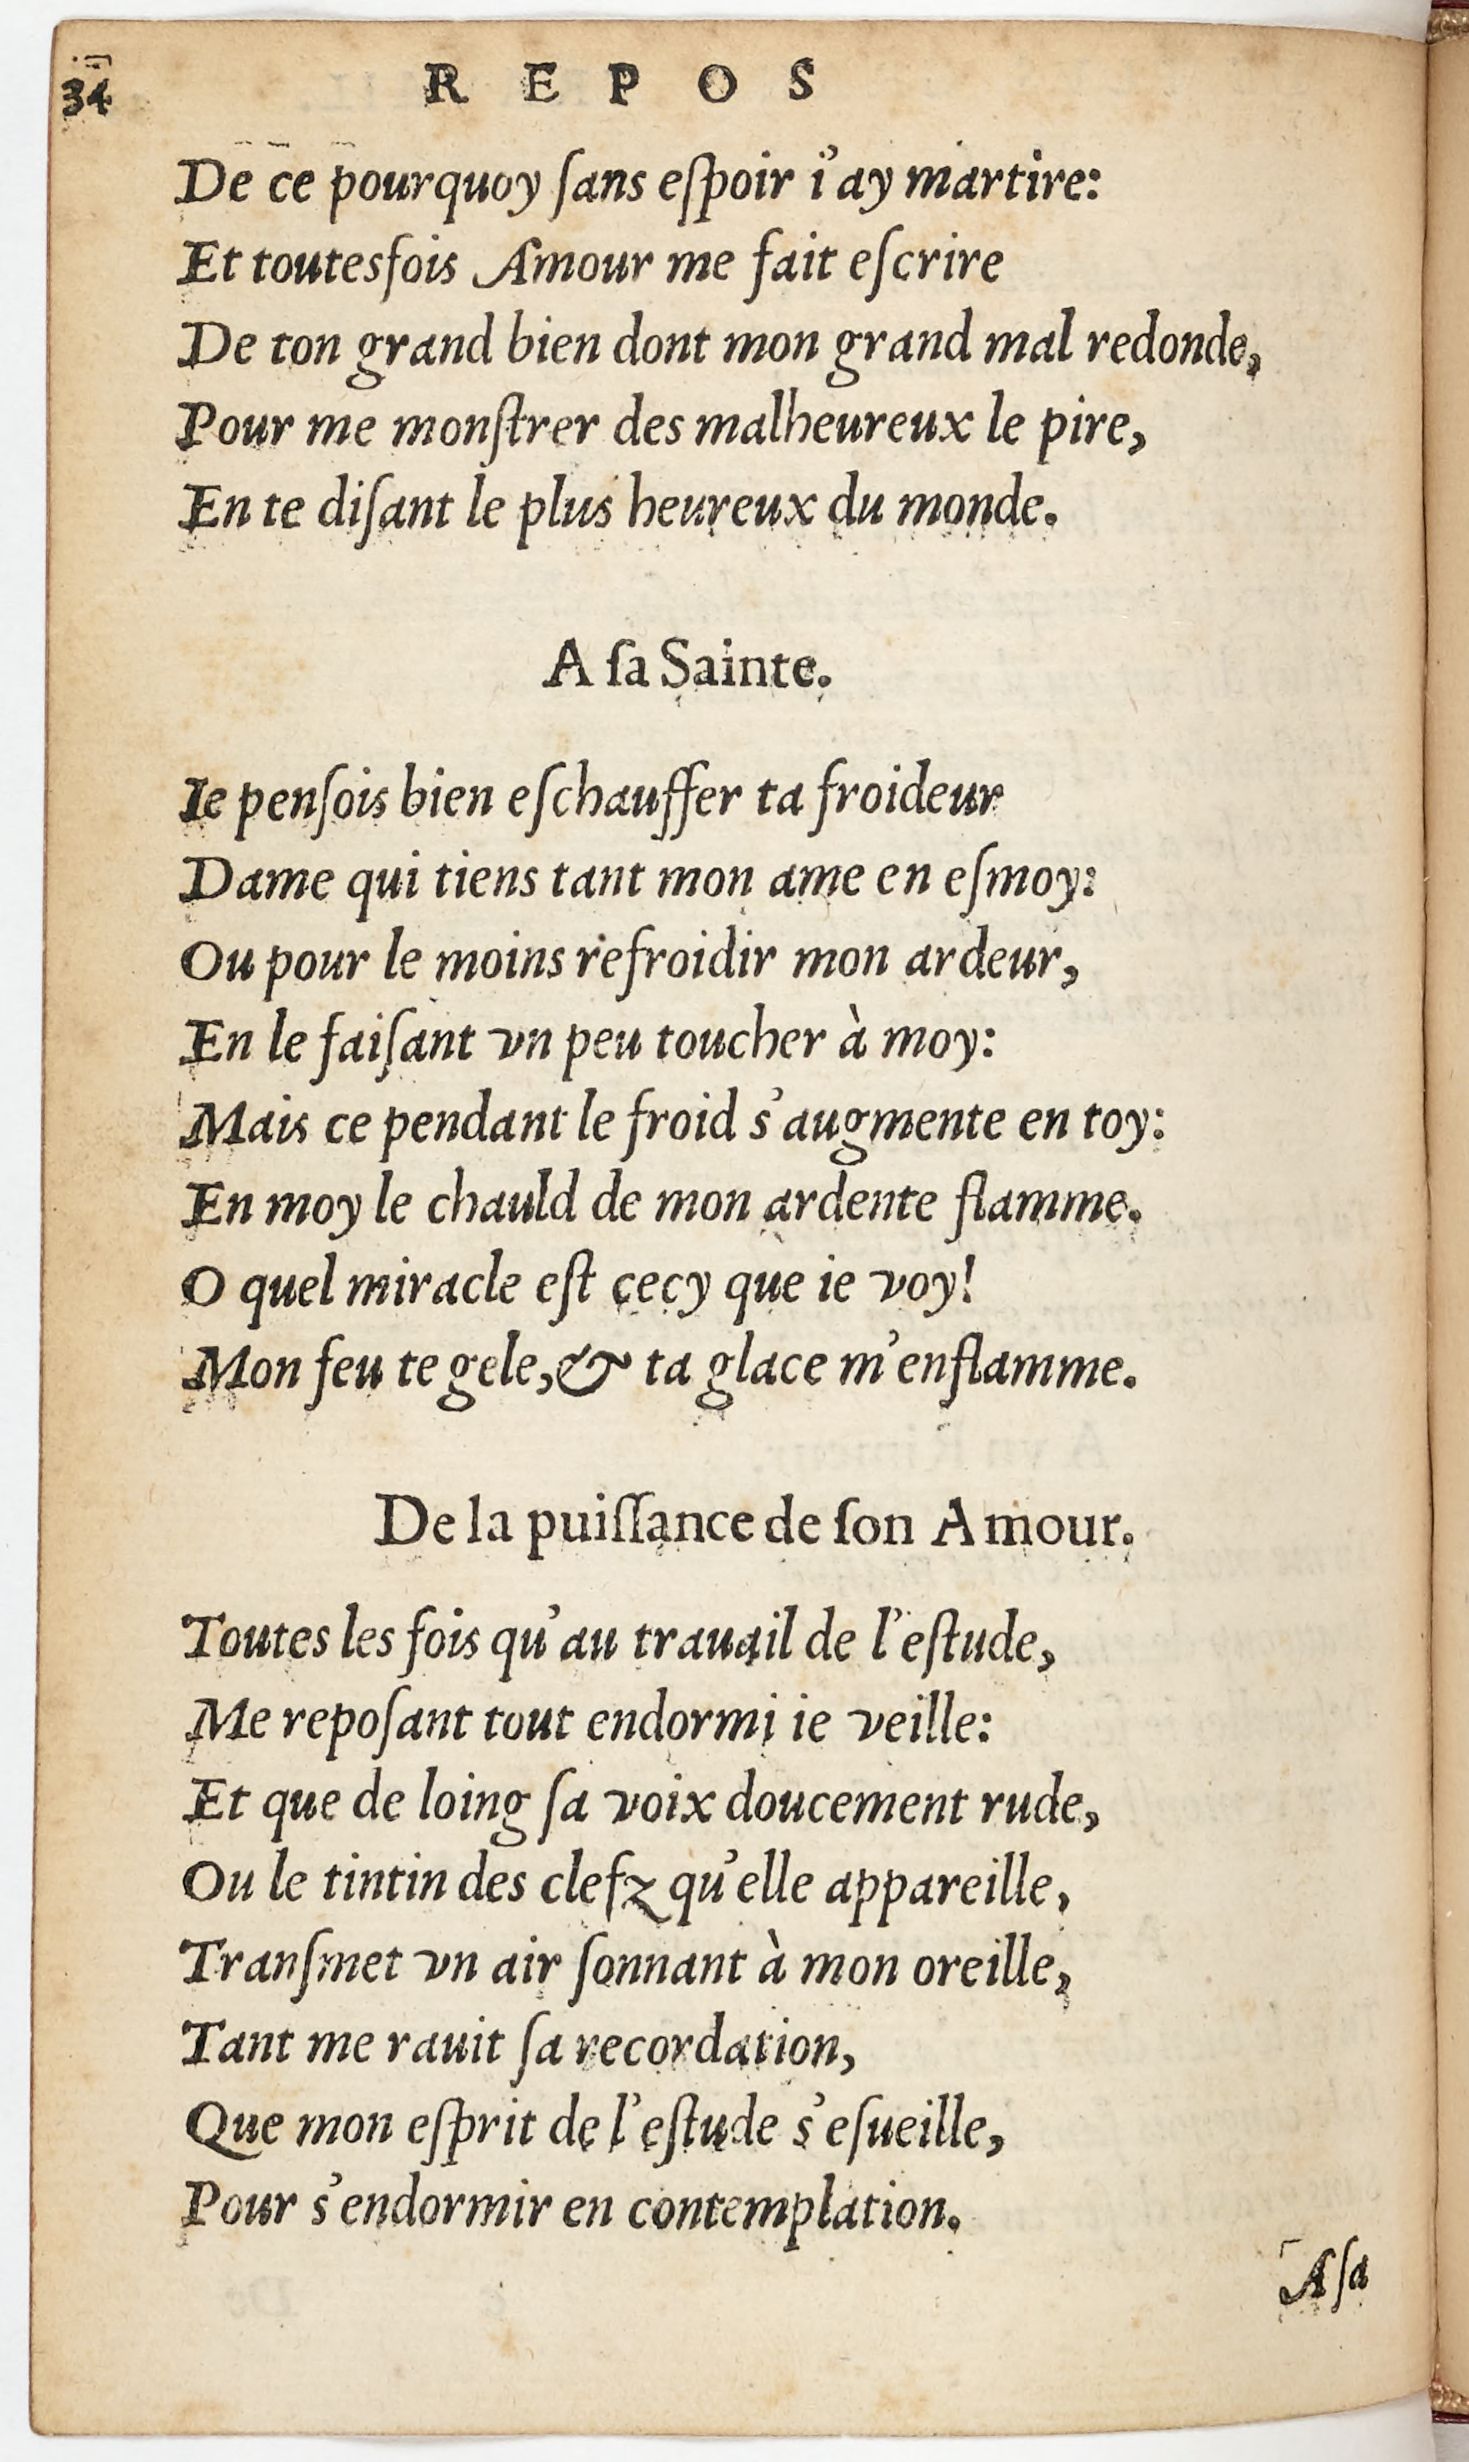 34
REPOS
De ce pourquoy ſans eſpoir i'ay martire:
Et toutesfois Amour me fait eſcrire
De ton grand bien dont mon grand mal redonde,
Pour me monſtrer des malheureux le pire,
En te diſant le plus heureux du monde.
A ſa Sainte.
Ie penſois bien eſchauffer ta froideur
Dame qui tiens tant mon ame en eſmoy:
Ou pour le moins refroidir mon ardeur,
En le faiſant vn peu toucher à moy:
Mais ce pendant le froid s'augmente en toy:
En moy le chauld de mon ardente flamme.
O quel miracle eſt cecy que ie voy!
Mon feu te gele, & ta glace m'enflamme.
De la puiſſance de ſon Amour.
Toutes les fois qu'au trauail de l'eſtude,
Me repoſant tout endormi ie veille:
Et que de loing ſa voix doucement rude,
Ou le tintin des clefz qu'elle appareille,
Tranſmet vn air ſonnant à mon oreille,
Tant me rauit ſa recordation,
Que mon eſprit de l'eſtude s'eſueille,
Pour s'endormir en contemplation.
A ſa